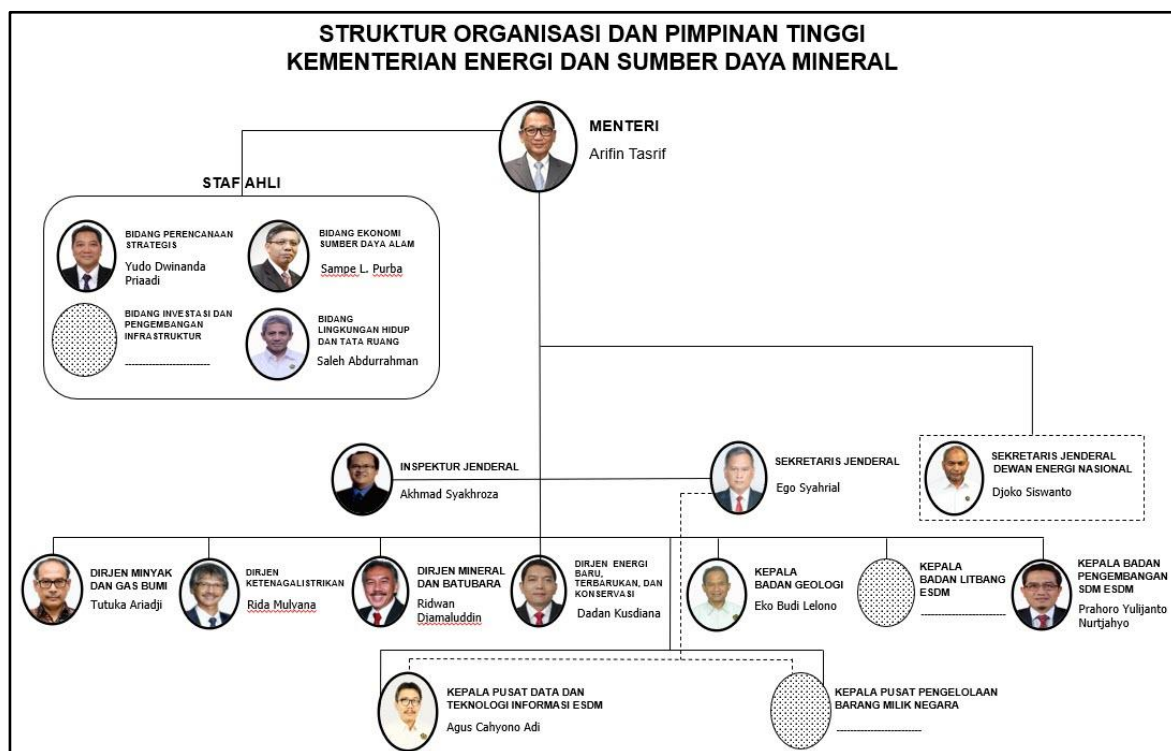 STRUKTUR ORGANISASI DAN PIMPINAN TINGGI
KEMENTERIAN ENERGI DAN SUMBER DAYA MINERAL
MENTERI
Arifin Tasrif
STAF AHLI
BIDANG PERENCANAAN
STRATEGIS
Yudo Dwinanda
Priaadi
BIDANG EKONOMI
SUMBER DAYA ALAM
Sampe L. Purba
BIDANG INVESTASI DAN
PENGEMBANGAN
INFRASTRUKTUR
-------------------------
BIDANG
LINGKUNGAN HIDUP
DAN TATA RUANG
Saleh Abdurrahman
INSPEKTUR JENDERAL
Akhmad Syakhroza
SEKRETARIS JENDERAL
Ego Syahrial
SEKRETARIS JENDERAL
DEWAN ENERGI NASIONAL
Djoko Siswanto
DIRJEN MINYAK
DAN GAS BUMI
Tutuka Ariadji
DIRJEN
KETENAGALISTRIKAN
Rida Mulyana
DIRJEN MINERAL
DAN BATUBARA
Ridwan
Djamaluddin
DIRJEN ENERGI
BARU,
TERBARUKAN, DAN
KONSERVASI
Dadan Kusdiana
KEPALA
BADAN GEOLOGI
Eko Budi Lelono
KEPALA
BADAN LITBANG
ESDM
-------------------------
KEPALA BADAN
PENGEMBANGAN
SDM ESDM
Prahoro Yulijanto
Nurtjahyo
KEPALA PUSAT DATA DAN
TEKNOLOGI INFORMASI ESDM
Agus Cahyono Adi
KEPALA PUSAT PENGELOLAAN
BARANG MILIK NEGARA
-------------------------